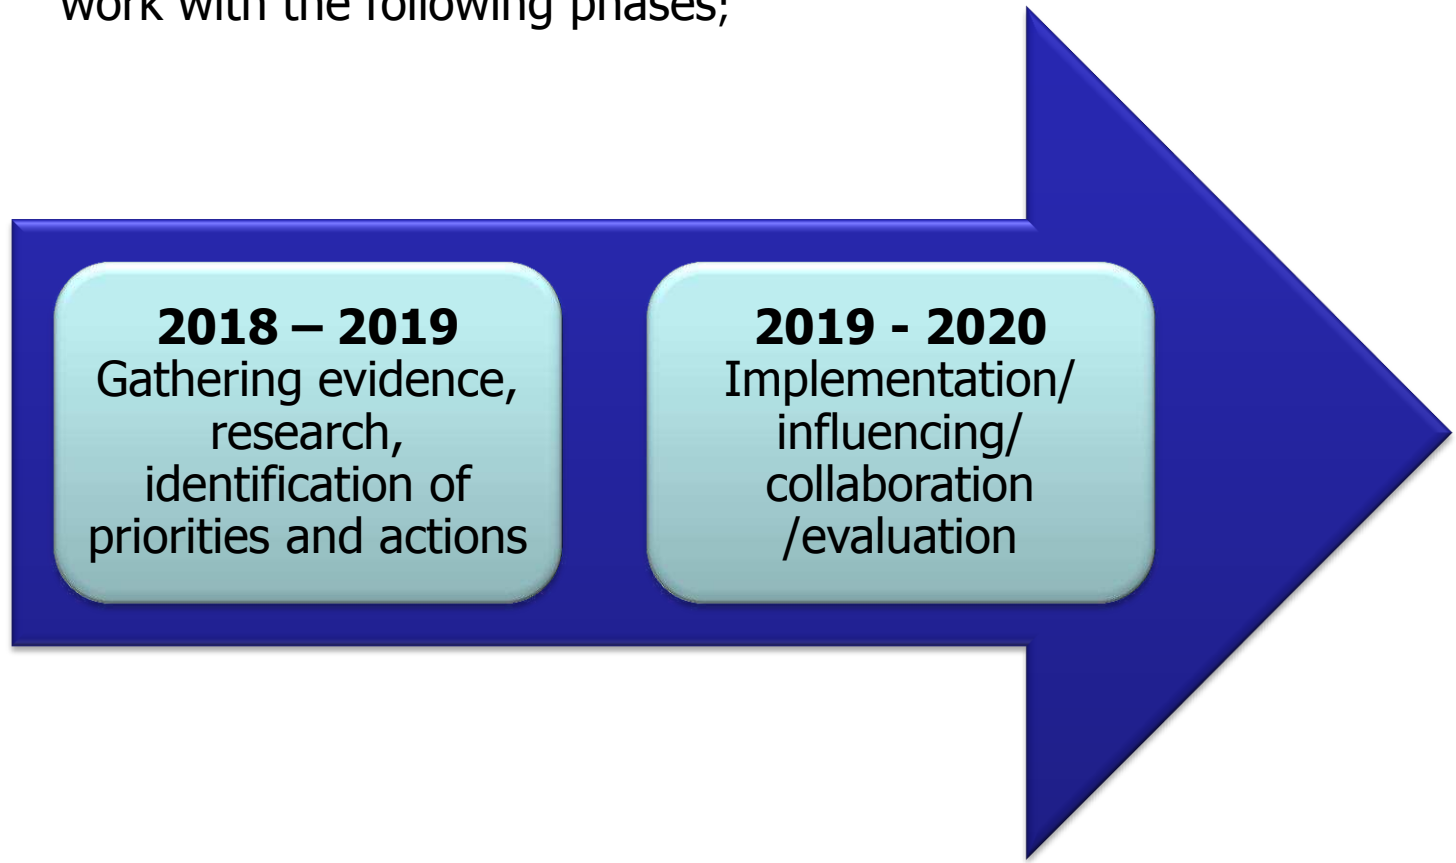 work with the following phases;
2018 – 2019
Gathering evidence,
research,
identification of
priorities and actions
2019 - 2020
Implementation/
influencing/
collaboration
/evaluation